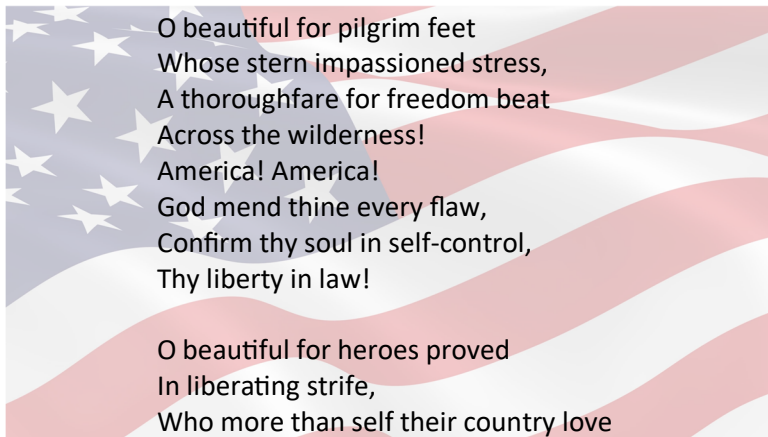 O beautiful for pilgrim feet
Whose stern impassioned stress,
A thoroughfare for freedom beat
Across the wilderness!
America! America!
God mend thine every flaw,
Confirm thy soul in self-control,
Thy liberty in law!
O beautiful for heroes proved
In liberating strife,
Who more than self their country love